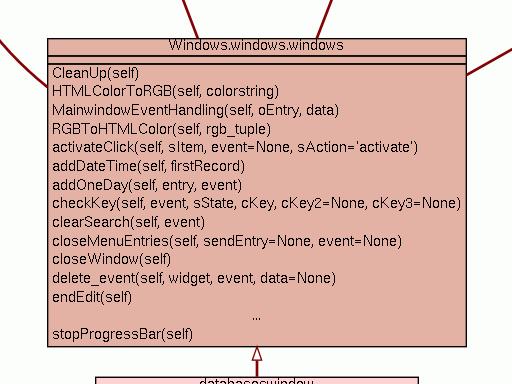 Windows.windows.windows
CleanUp(self)
HTMLColorToRGB(self, colorstring)
MainwindowEventHandling(self, oEntry, data)
RGBToHTMLColor(self, rgb_tuple)
activateClick(self, sItem, event=None, sAction='activate')
addDateTime(self, firstRecord)
addOneDay(self, entry, event)
checkKey(self, event, sState, cKey, cKey2=None, cKey3=None)
clearSearch(self, event)
closeMenuEntries(self, sendEntry=None, event=None)
closeWindow(self)
delete_event(self, widget, event, data=None)
endEdit(self)
...
stopProgressBar(self)